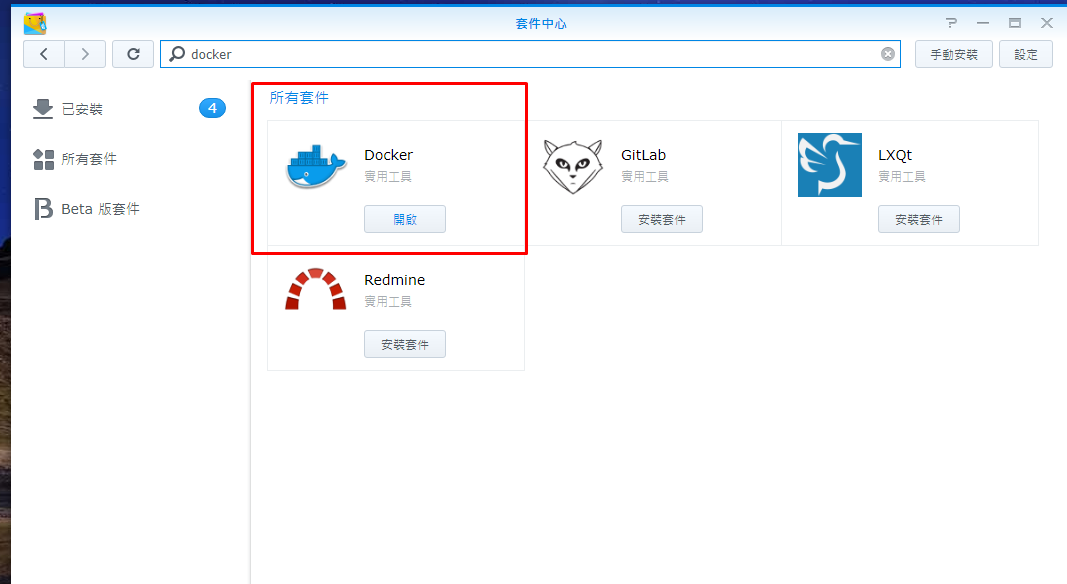 套件中心
docker
手動安裝
設定
已安裝
4
所有套件
Beta 版套件
所有套件
Docker
實用工具
開啟
GitLab
實用工具
安裝套件
LXQt
實用工具
安裝套件
Redmine
實用工具
安裝套件